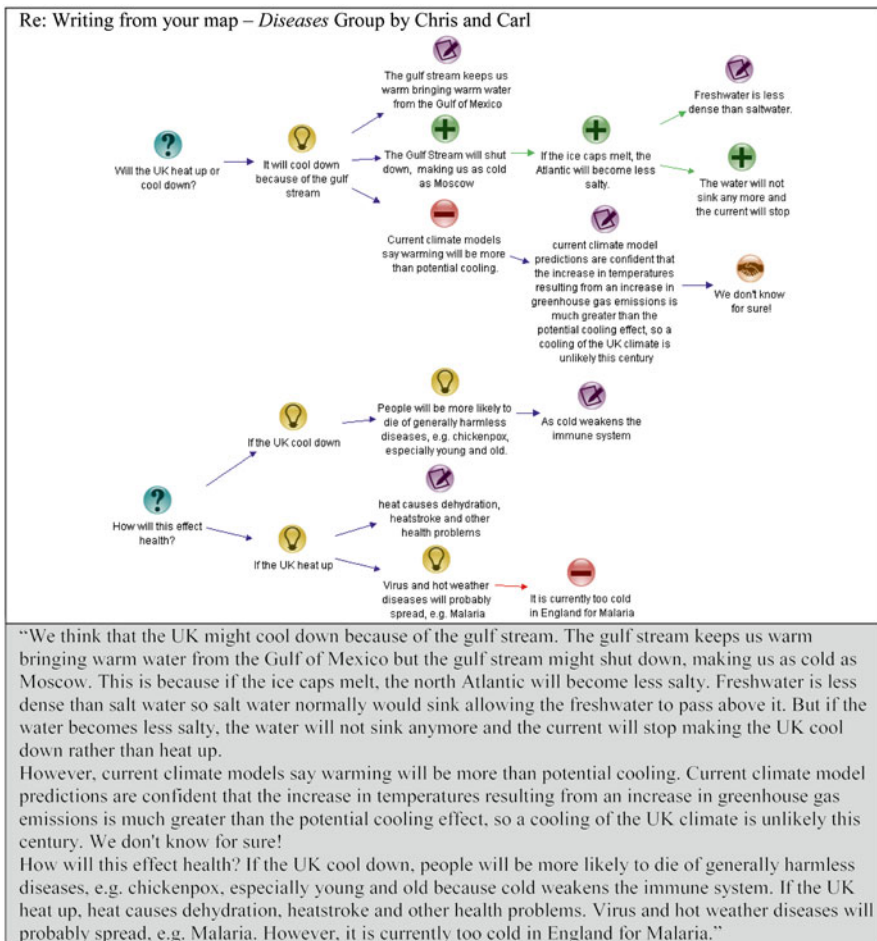 Re: Writing from your map – Diseases Group by Chris and Carl
The gulf stream keeps us
warm bringing warm water
from the Gulf of Mexico
Freshwater is less
dense than saltwater.
?
Will the UK heat up or
cool down?
It will cool down
because of the gulf
stream
The Gulf Stream will shut
down, making us as cold
as Moscow
If the ice caps melt, the
Atlantic will become less
salty.
The water will not
sink any more and
the current will stop
Current climate models
say warming will be more
than potential cooling.
current climate model
predictions are confident that
the increase in temperatures
resulting from an increase in
greenhouse gas emissions is
much greater than the
potential cooling effect, so a
cooling of the UK climate is
unlikely this century
We don't know
for sure!
?
How will this effect
health?
If the UK cool down
People will be more likely to
die of generally harmless
diseases, e.g. chickenpox,
especially young and old.
As cold weakens the
immune system
If the UK heat up
heat causes dehydration,
heatstroke and other
health problems
Virus and hot weather
diseases will probably
spread, e.g. Malaria
It is currently too cold
in England for Malaria
“We think that the UK might cool down because of the gulf stream. The gulf stream keeps us warm
bringing warm water from the Gulf of Mexico but the gulf stream might shut down, making us as cold as
Moscow. This is because if the ice caps melt, the north Atlantic will become less salty. Freshwater is less
dense than salt water so salt water normally would sink allowing the freshwater to pass above it. But if the
water becomes less salty, the water will not sink anymore and the current will stop making the UK cool
down rather than heat up.
However, current climate models say warming will be more than potential cooling. Current climate model
predictions are confident that the increase in temperatures resulting from an increase in greenhouse gas
emissions is much greater than the potential cooling effect, so a cooling of the UK climate is unlikely this
century. We don't know for sure!
How will this effect health? If the UK cool down, people will be more likely to die of generally harmless
diseases, e.g. chickenpox, especially young and old because cold weakens the immune system. If the UK
heat up, heat causes dehydration, heatstroke and other health problems. Virus and hot weather diseases will
probably spread, e.g. Malaria. However, it is currently too cold in England for Malaria.”